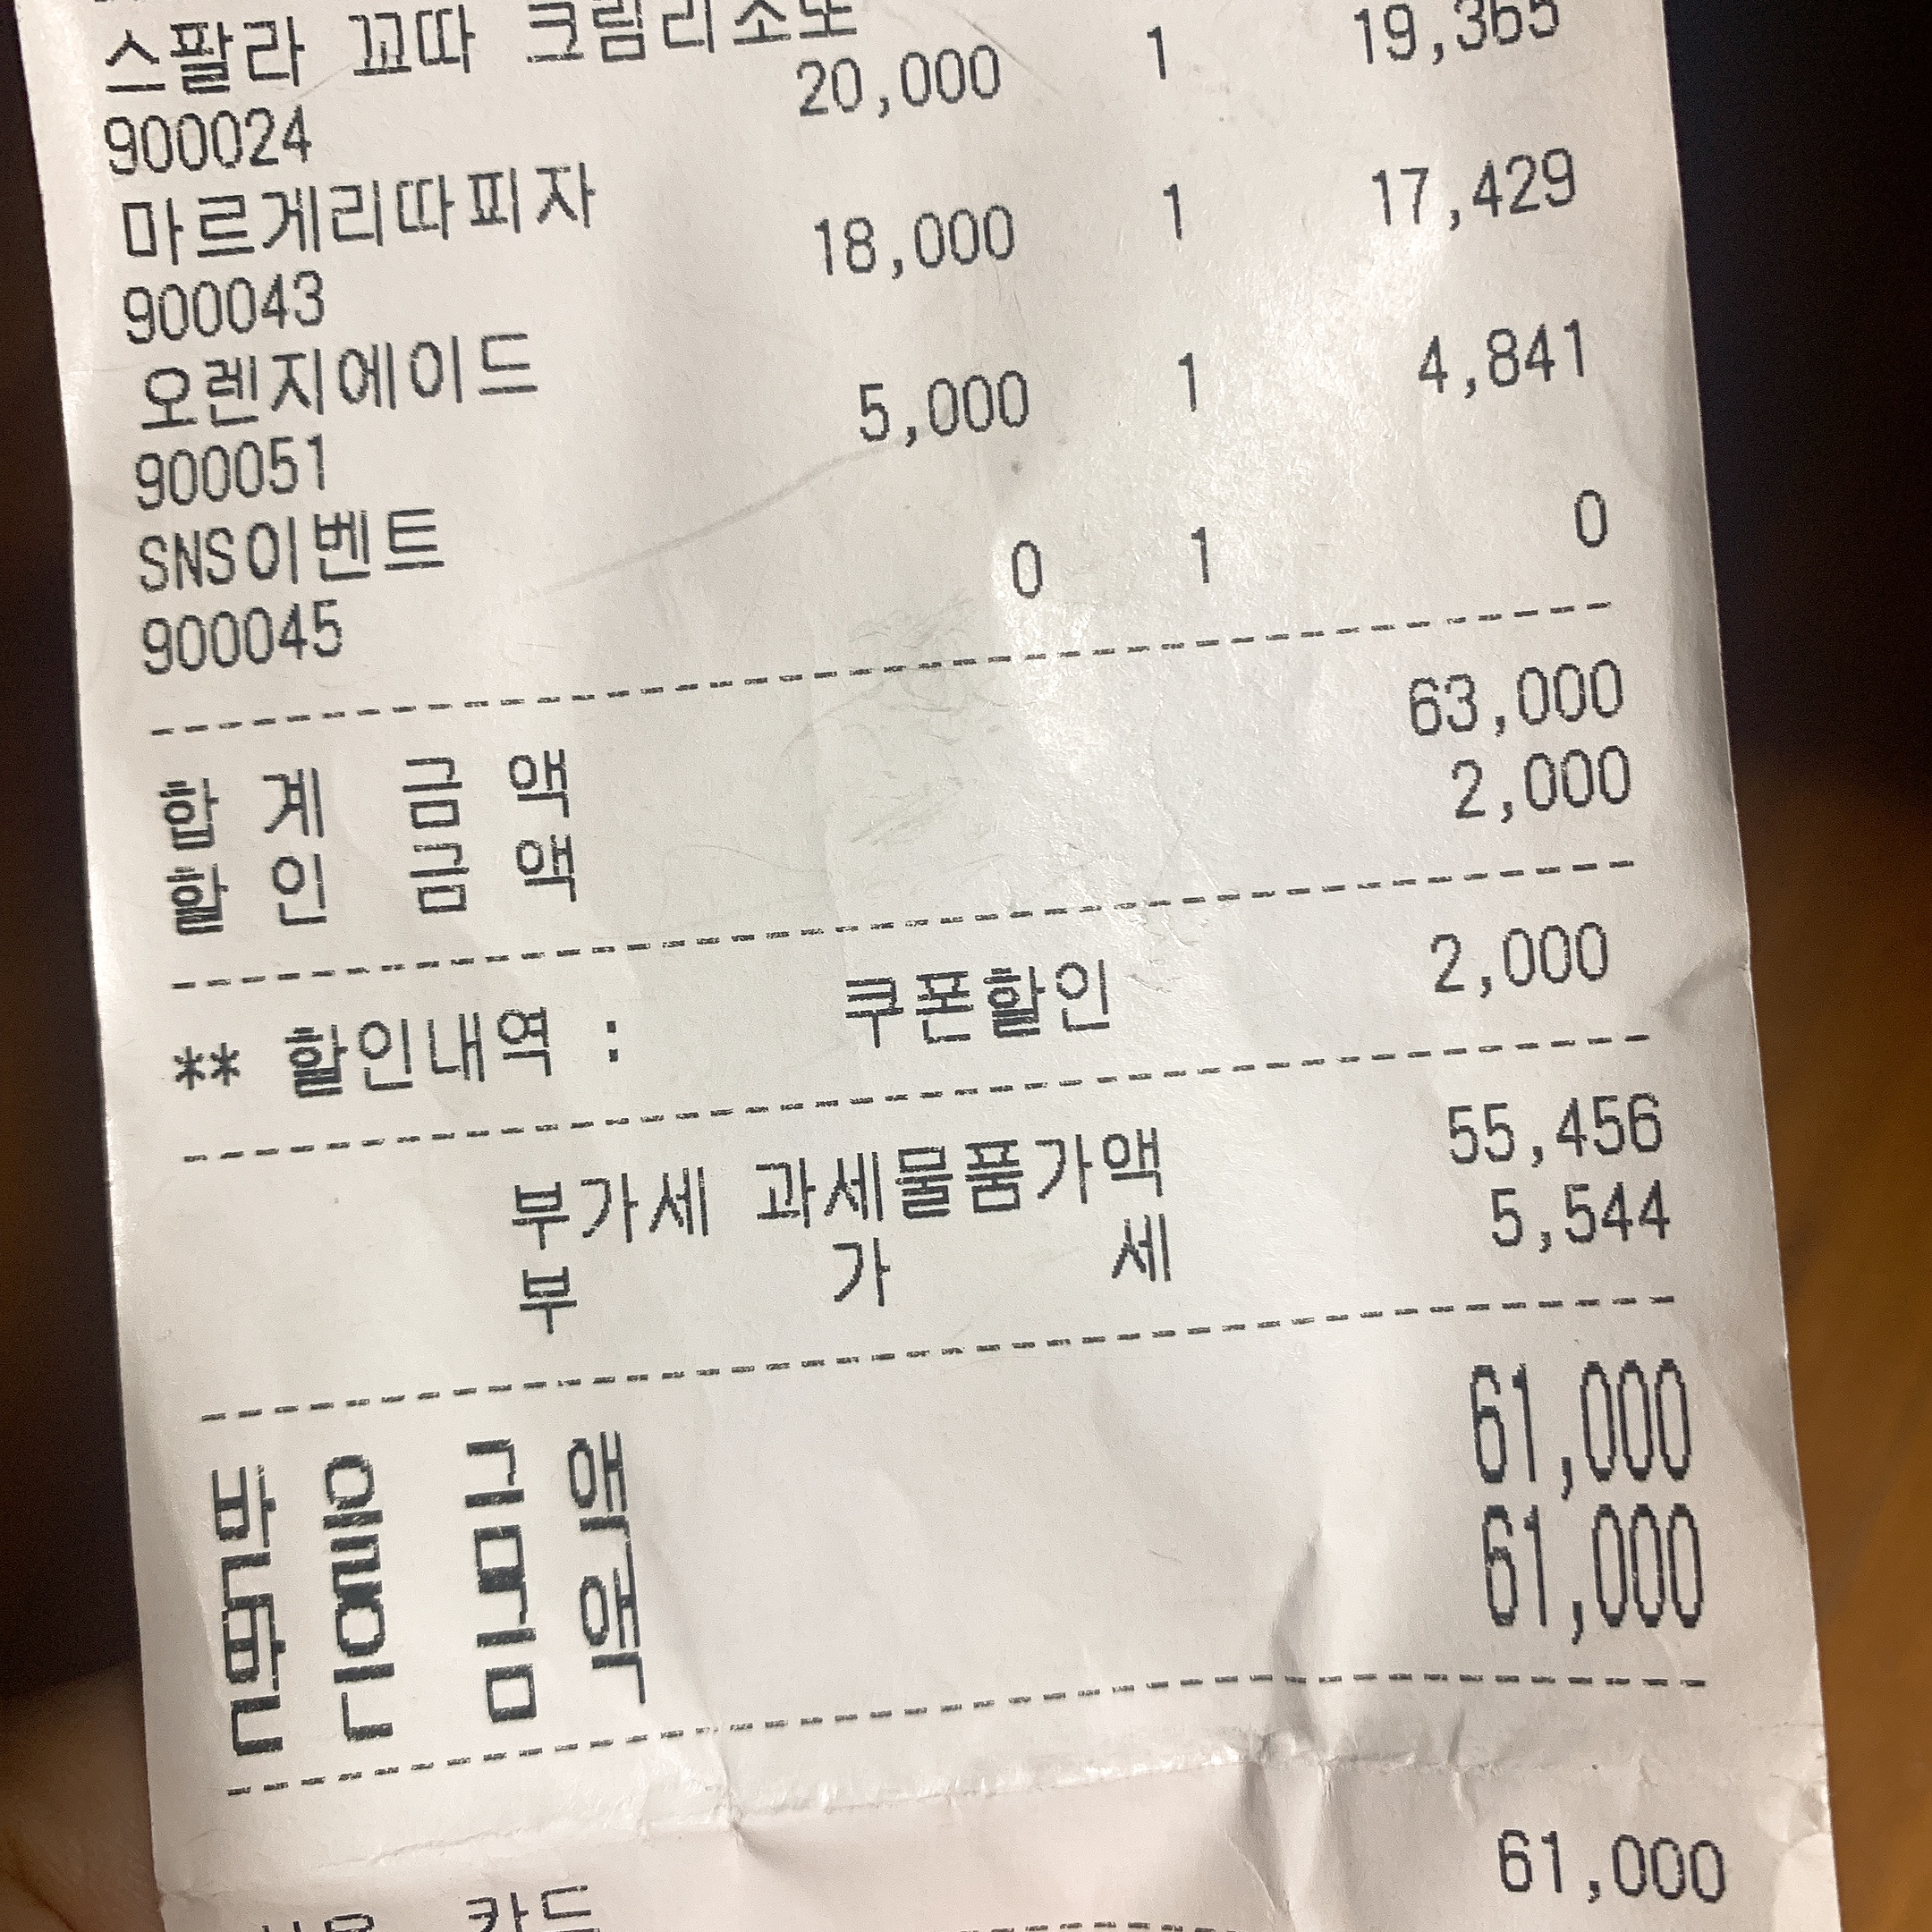 스팔라 꼬따 크림리소또
900024 20,000 1 19,365
마르게리따피자
900043 18,000 1 17,429
오렌지에이드
900051 5,000 1 4,841
SNS이벤트
900045 0 1 0
합 계 금 액 63,000
할 인 금 액 2,000
** 할인내역 : 쿠폰할인 2,000
부가세 과세물품가액 55,456
부 가 세 5,544
받 을 금 액 61,000
받 은 금 액 61,000
카드 61,000